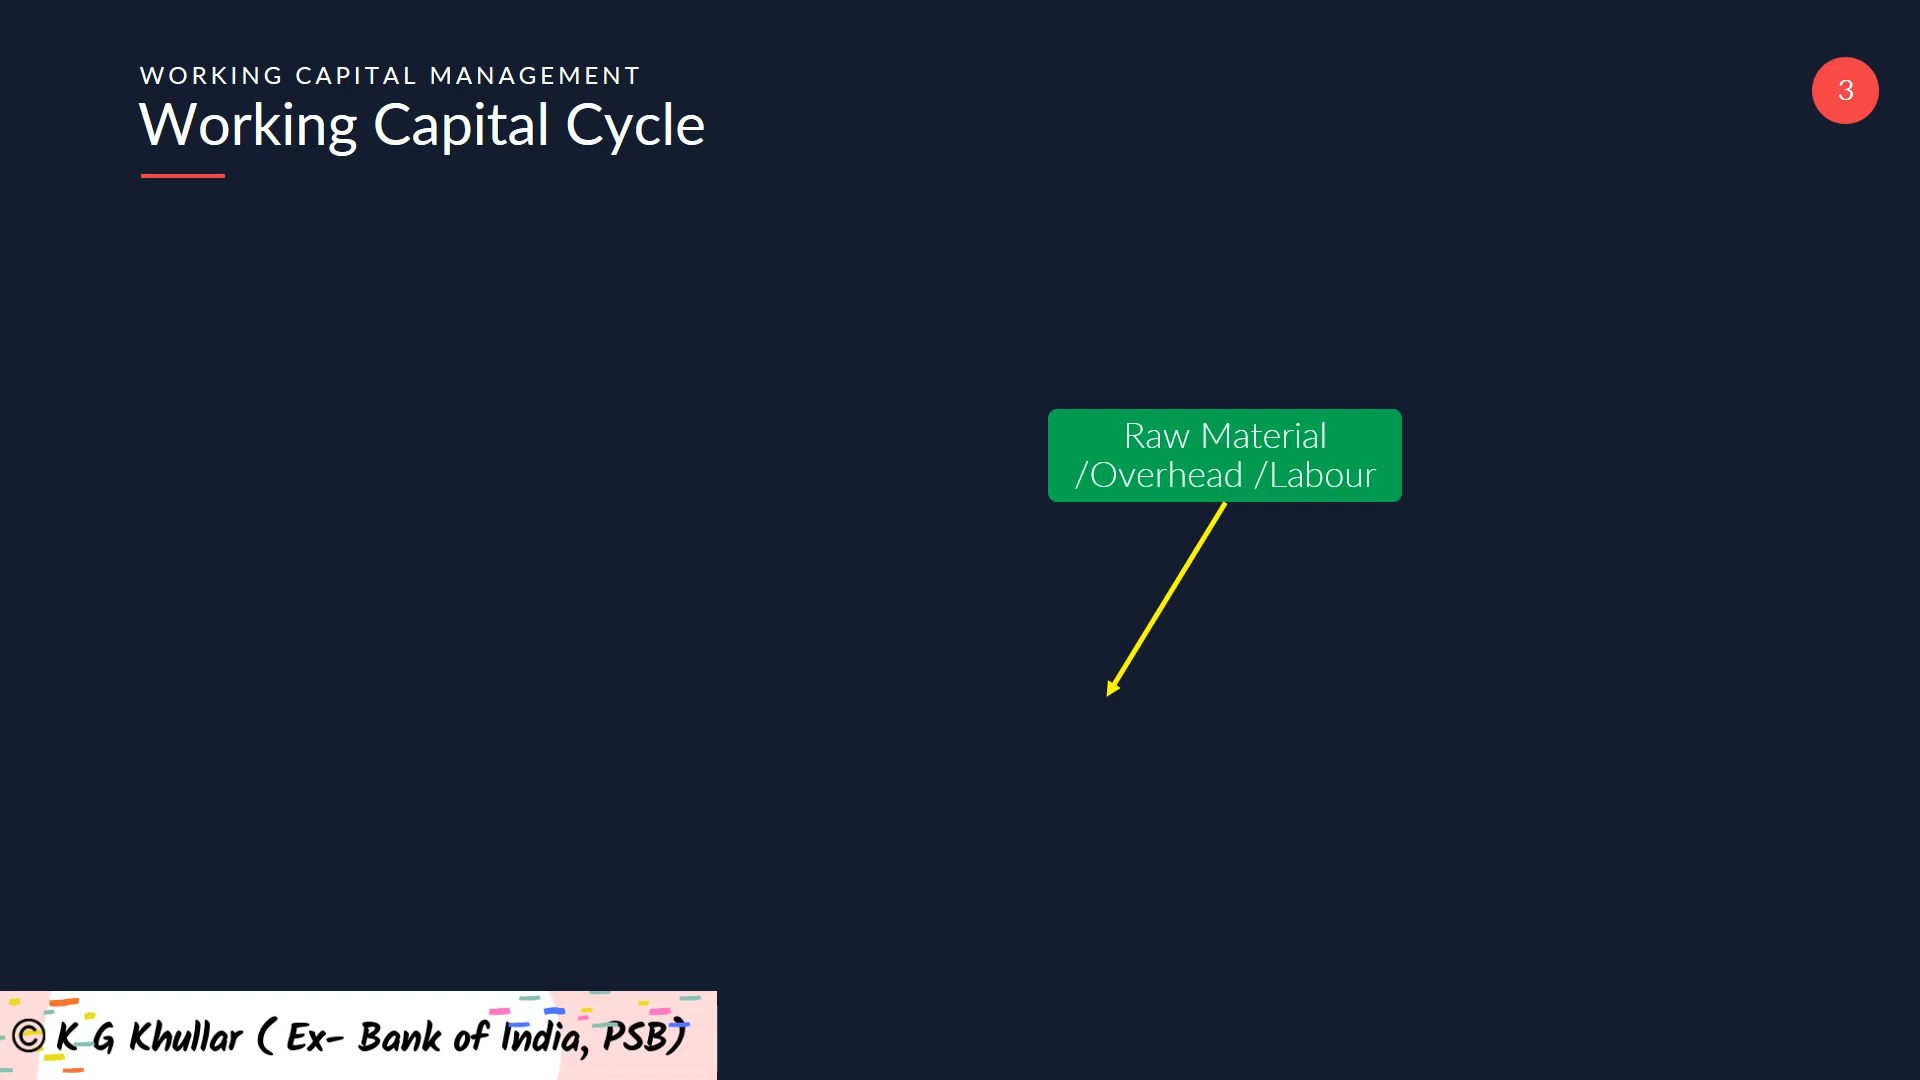 WORKING CAPITAL MANAGEMENT
Working Capital Cycle
3
Raw Material
/Overhead /Labour
© K G Khullar ( Ex- Bank of India, PSB)